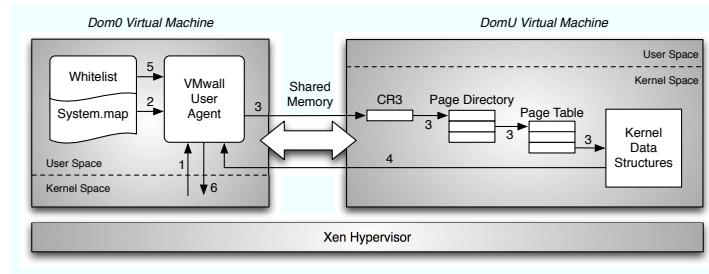 Dom0 Virtual Machine
DomU Virtual Machine
Whitelist
System.map
5
2
VMwall
User
Agent
3
1
6
User Space
Kernel Space
Shared
Memory
User Space
Kernel Space
CR3
3
Page Directory
3
Page Table
3
Kernel
Data
Structures
4
Xen Hypervisor